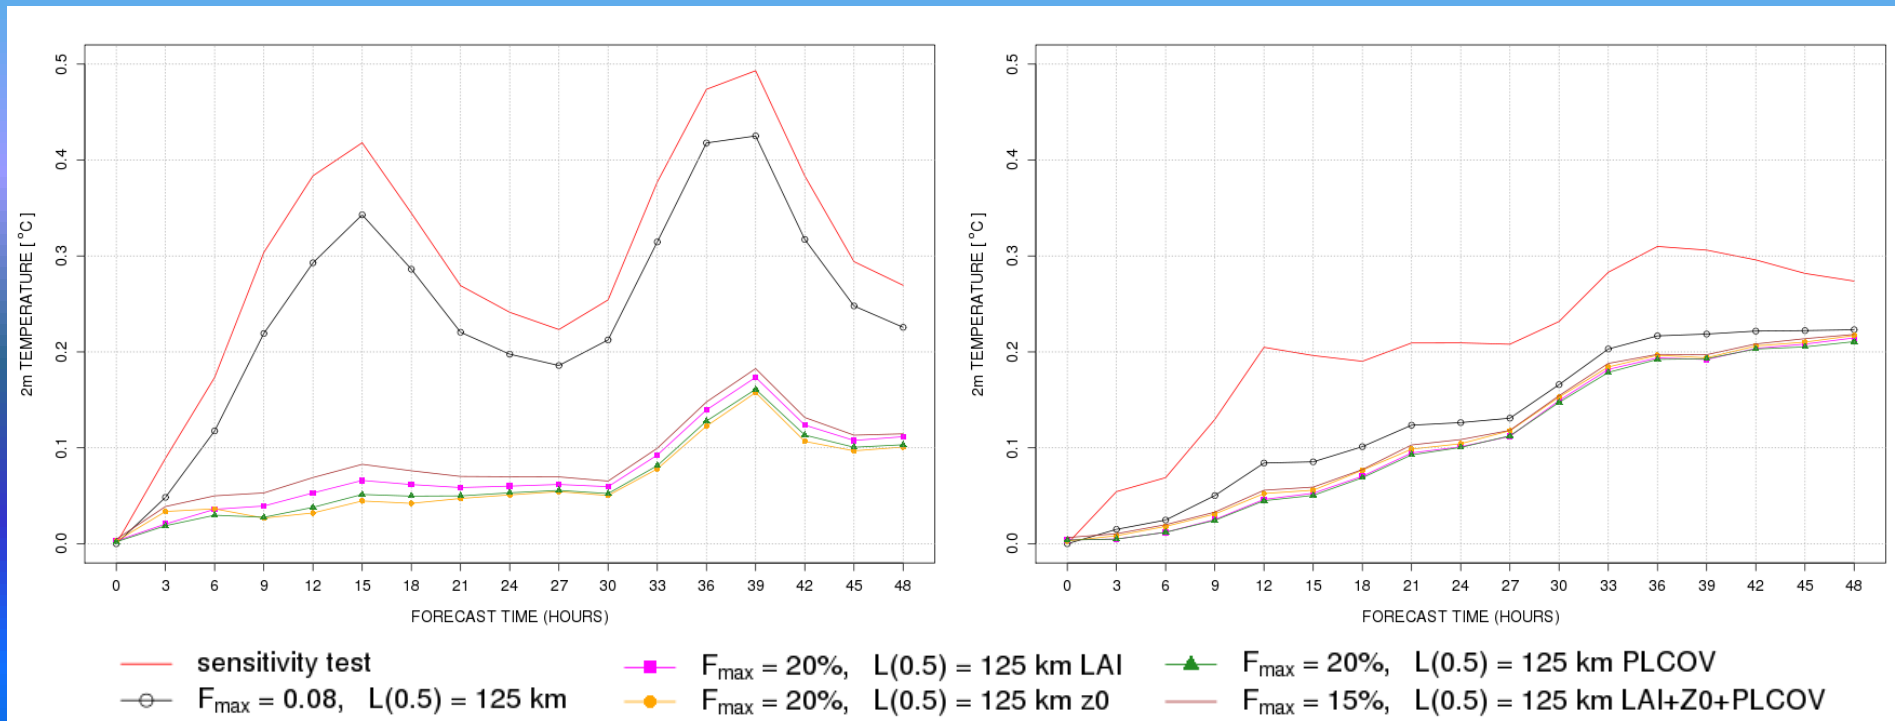 0.5
0.4
0.3
0.2
0.1
0.0
2m TEMPERATURE [ °C ]
0 3 6 9 12 15 18 21 24 27 30 33 36 39 42 45 48
FORECAST TIME (HOURS)
0.5
0.4
0.3
0.2
0.1
0.0
2m TEMPERATURE [ °C ]
0 3 6 9 12 15 18 21 24 27 30 33 36 39 42 45 48
FORECAST TIME (HOURS)
sensitivity test
Fmax = 0.08, L(0.5) = 125 km
Fmax = 20%, L(0.5) = 125 km LAI
Fmax = 20%, L(0.5) = 125 km z0
Fmax = 20%, L(0.5) = 125 km PLCOV
Fmax = 15%, L(0.5) = 125 km LAI+Z0+PLCOV